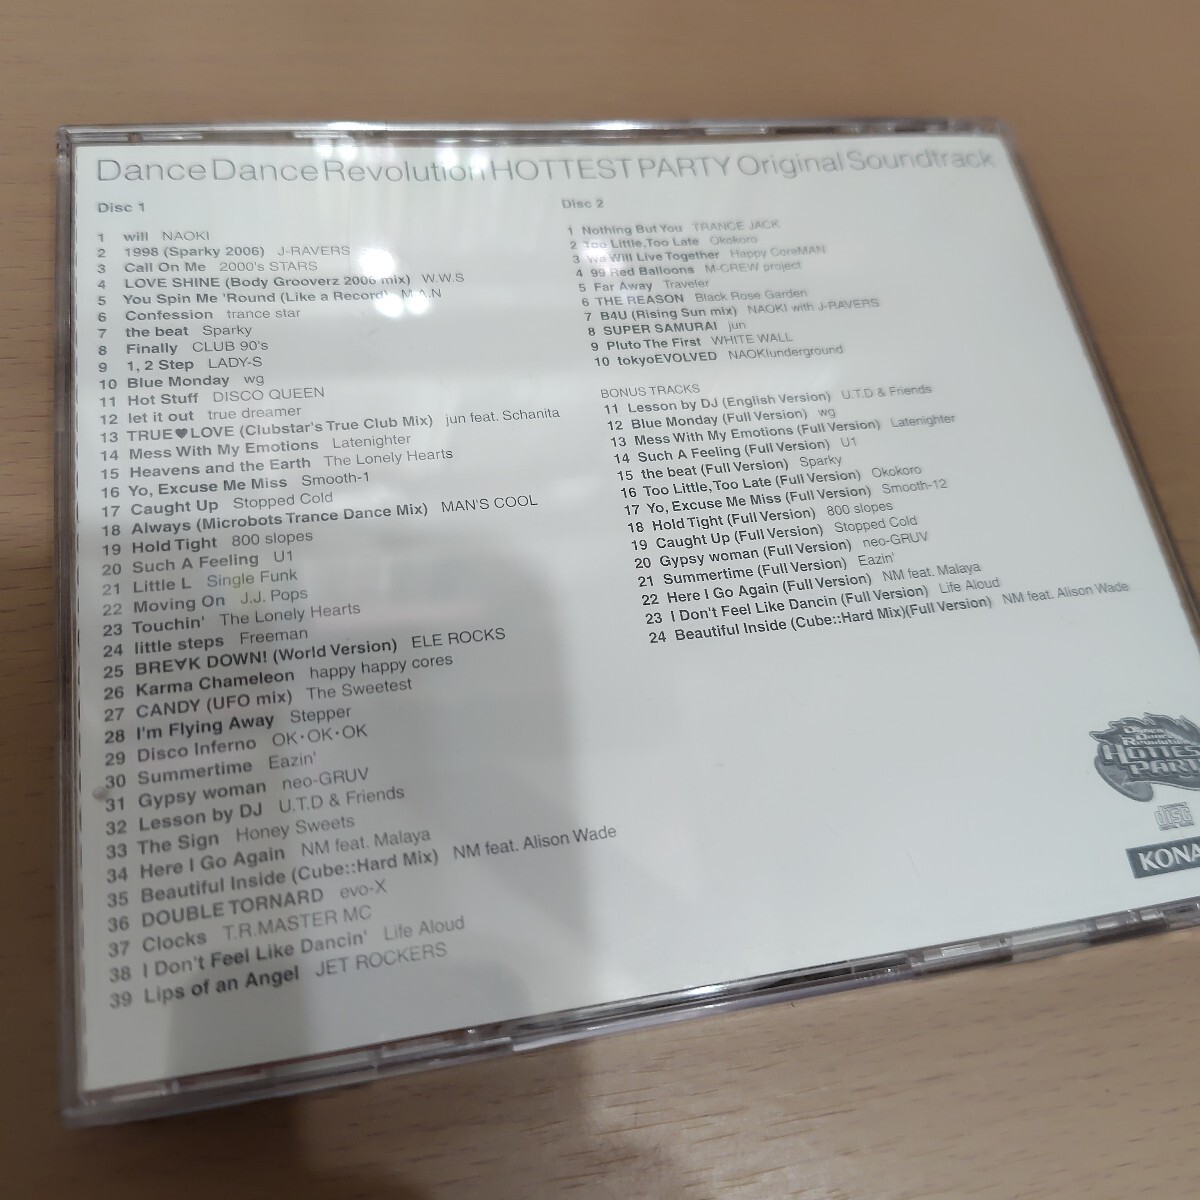 DanceDanceRevolution HOTTEST PARTY Original Soundtrack
Disc 1
1 will NAOKI
2 1998 (Sparky 2006) J-RAVERS
3 Call On Me 2000's STARS
4 LOVE SHINE (Body Grooverz 2006 mix) W.W.S
5 You Spin Me 'Round (Like a Record) M.A.N
6 Confession trance star
7 the beat Sparky
8 Finally CLUB 90's
9 1, 2 Step LADY-S
10 Blue Monday wg
11 Hot Stuff DISCO QUEEN
12 let it out true dreamer
13 TRUE♥LOVE (Clubstar's True Club Mix) jun feat. Schanita
14 Mess With My Emotions Latenighter
15 Heavens and the Earth The Lonely Hearts
16 Yo, Excuse Me Miss Smooth-1
17 Caught Up Stopped Cold
18 Always (Microbots Trance Dance Mix) MAN'S COOL
19 Hold Tight 800 slopes
20 Such A Feeling U1
21 Little L Single Funk
22 Moving On J.J. Pops
23 Touchin' The Lonely Hearts
24 little steps Freeman
25 BRE∀K DOWN! (World Version) ELE ROCKS
26 Karma Chameleon happy happy cores
27 CANDY (UFO mix) The Sweetest
28 I'm Flying Away Stepper
29 Disco Inferno OK・OK・OK
30 Summertime Eazin'
31 Gypsy woman neo-GRUV
32 Lesson by DJ U.T.D & Friends
33 The Sign Honey Sweets
34 Here I Go Again NM feat. Malaya
35 Beautiful Inside (Cube::Hard Mix) NM feat. Alison Wade
36 DOUBLE TORNARD evo-X
37 Clocks T.R.MASTER MC
38 I Don't Feel Like Dancin' Life Aloud
39 Lips of an Angel JET ROCKERS
Disc 2
1 Nothing But You TRANCE JACK
2 Too Little,Too Late Okokoro
3 We Will Live Together Happy CoreMAN
4 99 Red Balloons M-CREW project
5 Far Away Traveler
6 THE REASON Black Rose Garden
7 B4U (Rising Sun mix) NAOKI with J-RAVERS
8 SUPER SAMURAI jun
9 Pluto The First WHITE WALL
10 tokyoEVOLVED NAOKIunderground
BONUS TRACKS
11 Lesson by DJ (English Version) U.T.D & Friends
12 Blue Monday (Full Version) wg
13 Mess With My Emotions (Full Version) Latenighter
14 Such A Feeling (Full Version) U1
15 the beat (Full Version) Sparky
16 Too Little,Too Late (Full Version) Okokoro
17 Yo, Excuse Me Miss (Full Version) Smooth-12
18 Hold Tight (Full Version) 800 slopes
19 Caught Up (Full Version) Stopped Cold
20 Gypsy woman (Full Version) neo-GRUV
21 Summertime (Full Version) Eazin'
22 Here I Go Again (Full Version) NM feat. Malaya
23 I Don't Feel Like Dancin (Full Version) Life Aloud
24 Beautiful Inside (Cube::Hard Mix)(Full Version) NM feat. Alison Wade
Dance
Dance
Revolution
HOTTES
PART
disc
KONA